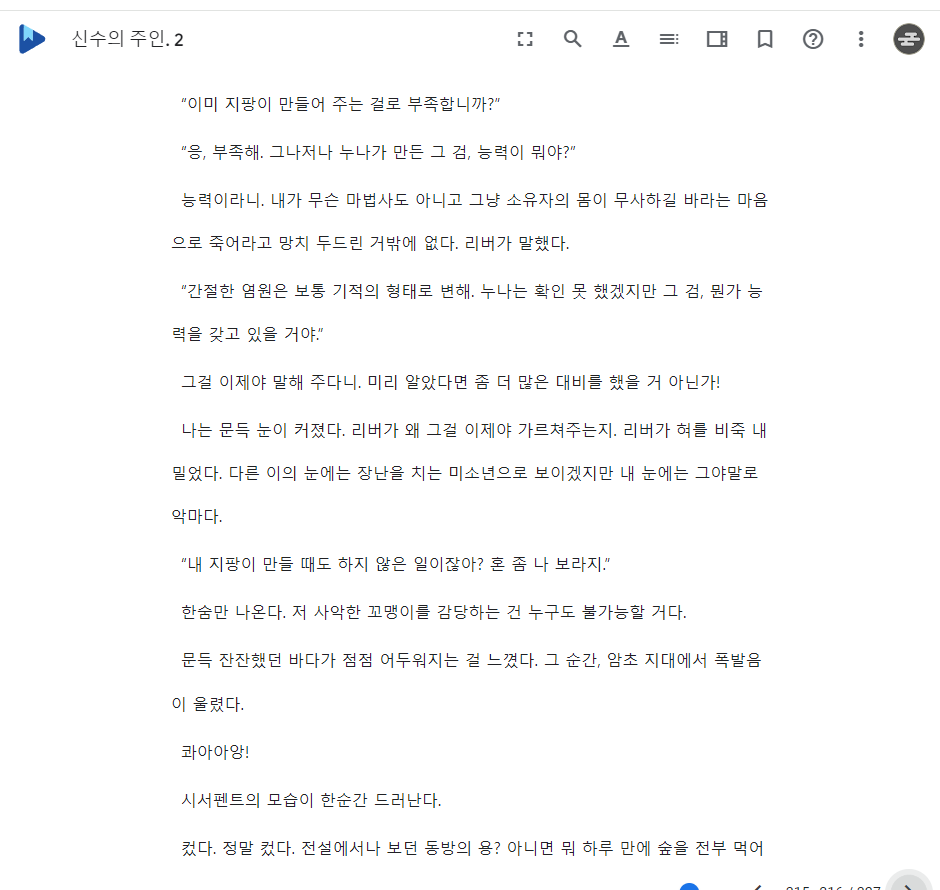 신수의 주인. 2
“이미 지팡이 만들어 주는 걸로 부족합니까?”
“응, 부족해. 그나저나 누나가 만든 그 검, 능력이 뭐야?”
능력이라니. 내가 무슨 마법사도 아니고 그냥 소유자의 몸이 무사하길 바라는 마음
으로 죽어라고 망치 두드린 거밖에 없다. 리버가 말했다.
“간절한 염원은 보통 기적의 형태로 변해. 누나는 확인 못 했겠지만 그 검, 뭔가 능
력을 갖고 있을 거야.”
그걸 이제야 말해 주다니. 미리 알았다면 좀 더 많은 대비를 했을 거 아닌가!
나는 문득 눈이 커졌다. 리버가 왜 그걸 이제야 가르쳐주는지. 리버가 혀를 비죽 내
밀었다. 다른 이의 눈에는 장난을 치는 미소년으로 보이겠지만 내 눈에는 그야말로
악마다.
“내 지팡이 만들 때도 하지 않은 일이잖아? 혼 좀 나 보라지.”
한숨만 나온다. 저 사악한 꼬맹이를 감당하는 건 누구도 불가능할 거다.
문득 잔잔했던 바다가 점점 어두워지는 걸 느꼈다. 그 순간, 암초 지대에서 폭발음
이 울렸다.
콰아아앙!
시서펜트의 모습이 한순간 드러난다.
컸다. 정말 컸다. 전설에서나 보던 동방의 용? 아니면 뭐 하루 만에 숲을 전부 먹어